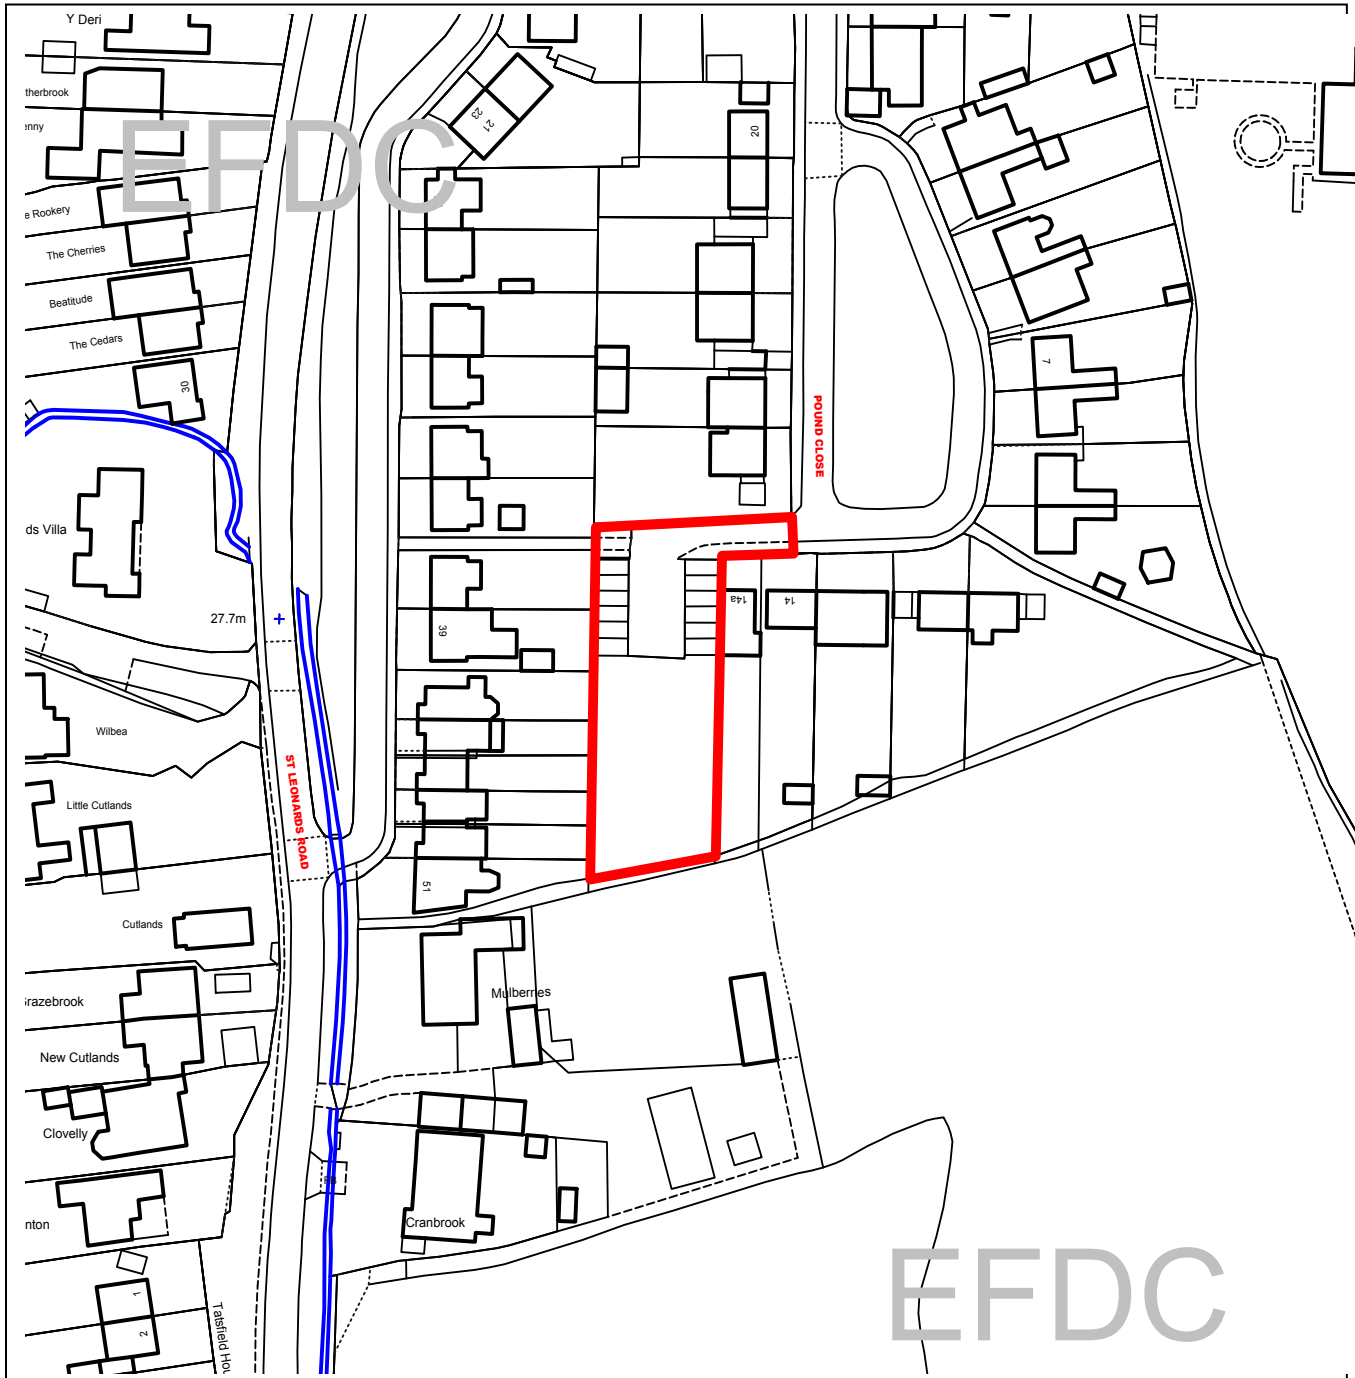 Y Deri
therbrook
enny
EFDC
23
21
20
e Rookery
The Cherries
Beatitude
The Cedars
30
7
POUND CLOSE
ds Villa
14a
14
27.7m
39
Wilbea
ST LEONARDS ROAD
Little Cutlands
51
Cutlands
Mulberries
razebrook
New Cutlands
Clovelly
nton
Cranbrook
EFDC
1
2
Tatsfield Hou